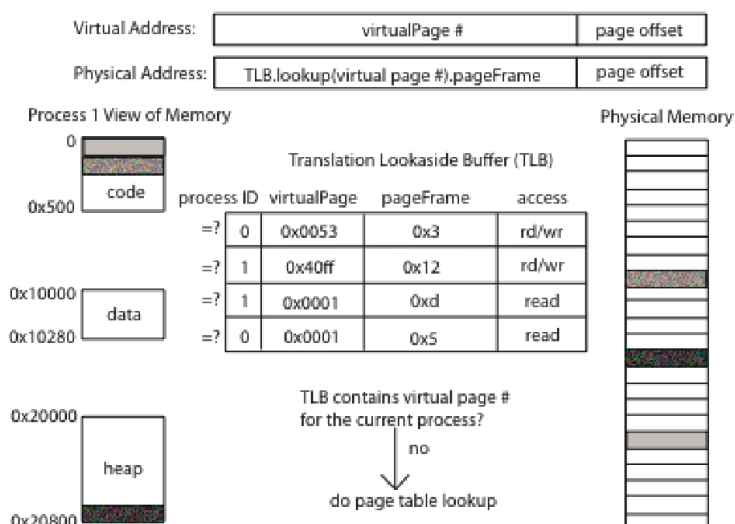 Virtual Address: virtualPage # page offset
Physical Address: TLB.lookup(virtual page #).pageFrame page offset
Process 1 View of Memory
Physical Memory
0
code
0x500
0x10000
data
0x10280
0x20000
heap
0x20800
Translation Lookaside Buffer (TLB)
process ID virtualPage pageFrame access
=? 0 0x0053 0x3 rd/wr
=? 1 0x40ff 0x12 rd/wr
=? 1 0x0001 0xd read
=? 0 0x0001 0x5 read
TLB contains virtual page #
for the current process?
no
do page table lookup